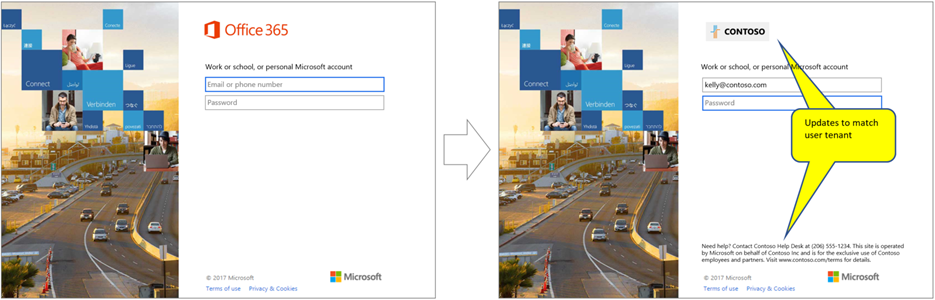 Connect
Ligue
Verbinden
Office 365
Work or school, or personal Microsoft account
Email or phone number
Password
© 2017 Microsoft
Microsoft
Terms of use
Privacy & Cookies
Connect
Ligue
Verbinden
CONTOSO
Work or school, or personal Microsoft account
kelly@contoso.com
Password
Updates to match
user tenant
Need help? Contact Contoso Help Desk at (206) 555-1234. This site is operated
by Microsoft on behalf of Contoso Inc and is for the exclusive use of Contoso
employees and partners. Visit www.contoso.com/terms for details.
© 2017 Microsoft
Microsoft
Terms of use
Privacy & Cookies